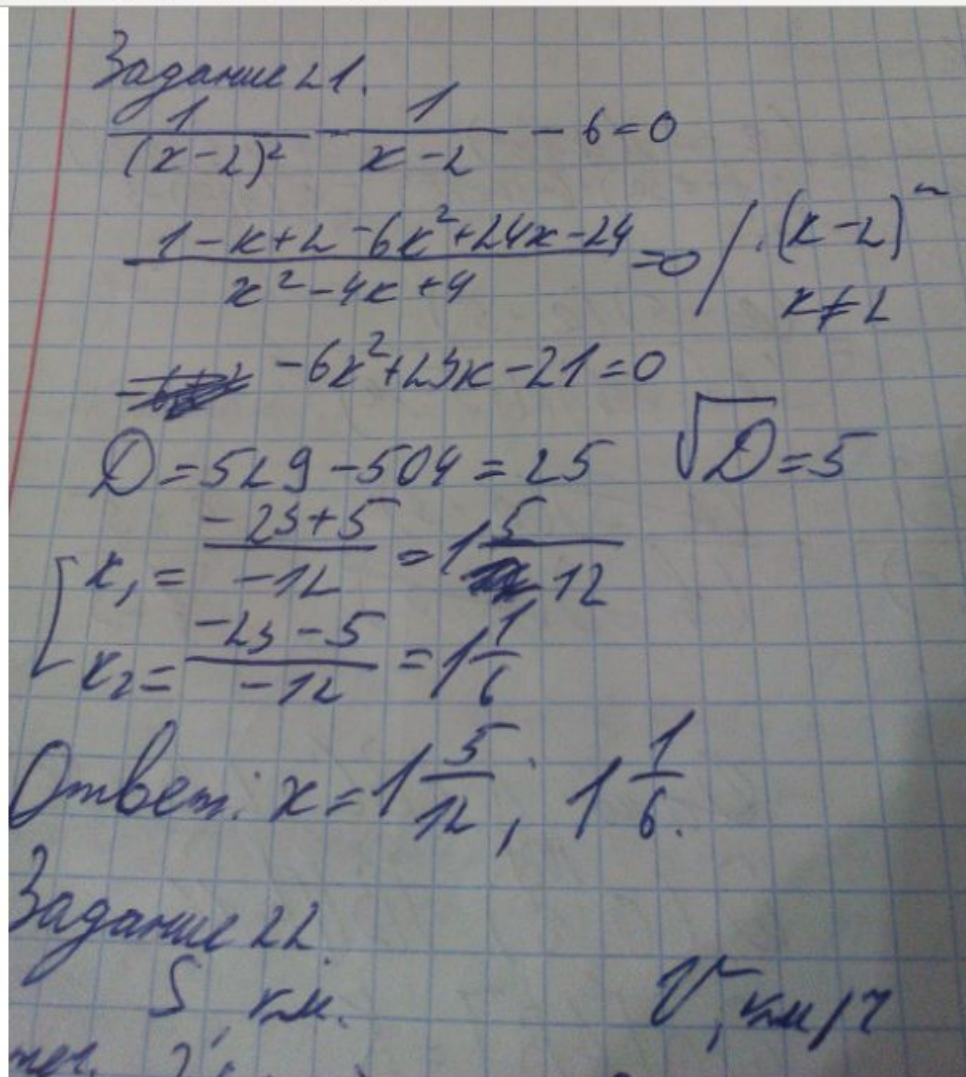 Задание 21.
1/(x-2)² - 1/(x-2) - 6 = 0
(1-x+2-6x²+24x-24)/(x²-4x+4) = 0 / · (x-2)²
x≠2
-6x²+23x-21=0
D=529-504=25 √D=5
x₁ = (-23+5)/(-12) = 1 5/12
x₂ = (-23-5)/(-12) = 1 1/6
Ответ: x = 1 5/12; 1 1/6.
Задание 22.
S, км. V, км/ч